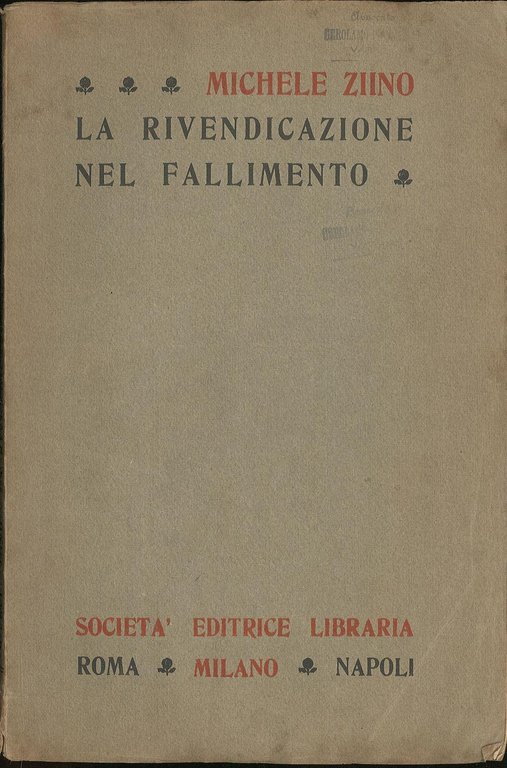 MICHELE ZIINO
LA RIVENDICAZIONE
NEL FALLIMENTO
SOCIETA' EDITRICE LIBRARIA
ROMA MILANO NAPOLI